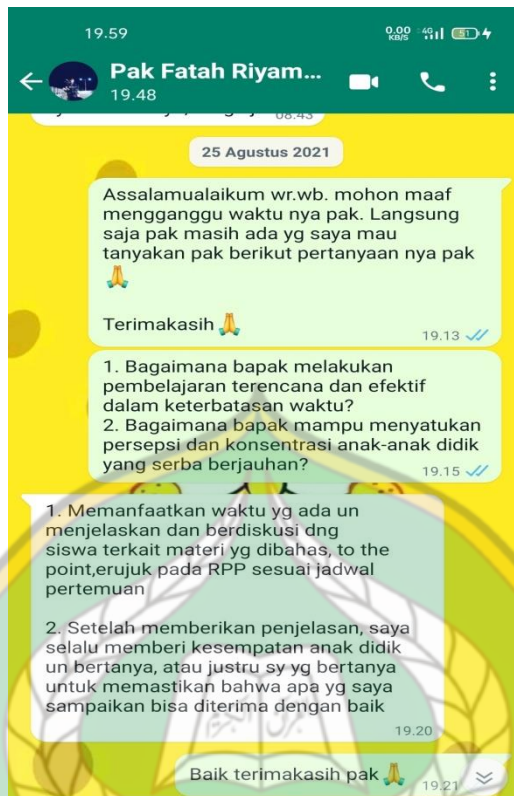 19.59
0.00 KB/S 4G 51
Pak Fatah Riyam...
19.48
08.43
25 Agustus 2021
Assalamualaikum wr.wb. mohon maaf
mengganggu waktu nya pak. Langsung
saja pak masih ada yg saya mau
tanyakan pak berikut pertanyaan nya pak
🙏
Terimakasih 🙏
19.13
1. Bagaimana bapak melakukan
pembelajaran terencana dan efektif
dalam keterbatasan waktu?
2. Bagaimana bapak mampu menyatukan
persepsi dan konsentrasi anak-anak didik
yang serba berjauhan?
19.15
1. Memanfaatkan waktu yg ada un
menjelaskan dan berdiskusi dng
siswa terkait materi yg dibahas, to the
point,erujuk pada RPP sesuai jadwal
pertemuan
2. Setelah memberikan penjelasan, saya
selalu memberi kesempatan anak didik
un bertanya, atau justru sy yg bertanya
untuk memastikan bahwa apa yg saya
sampaikan bisa diterima dengan baik
19.20
Baik terimakasih pak 🙏
19.21